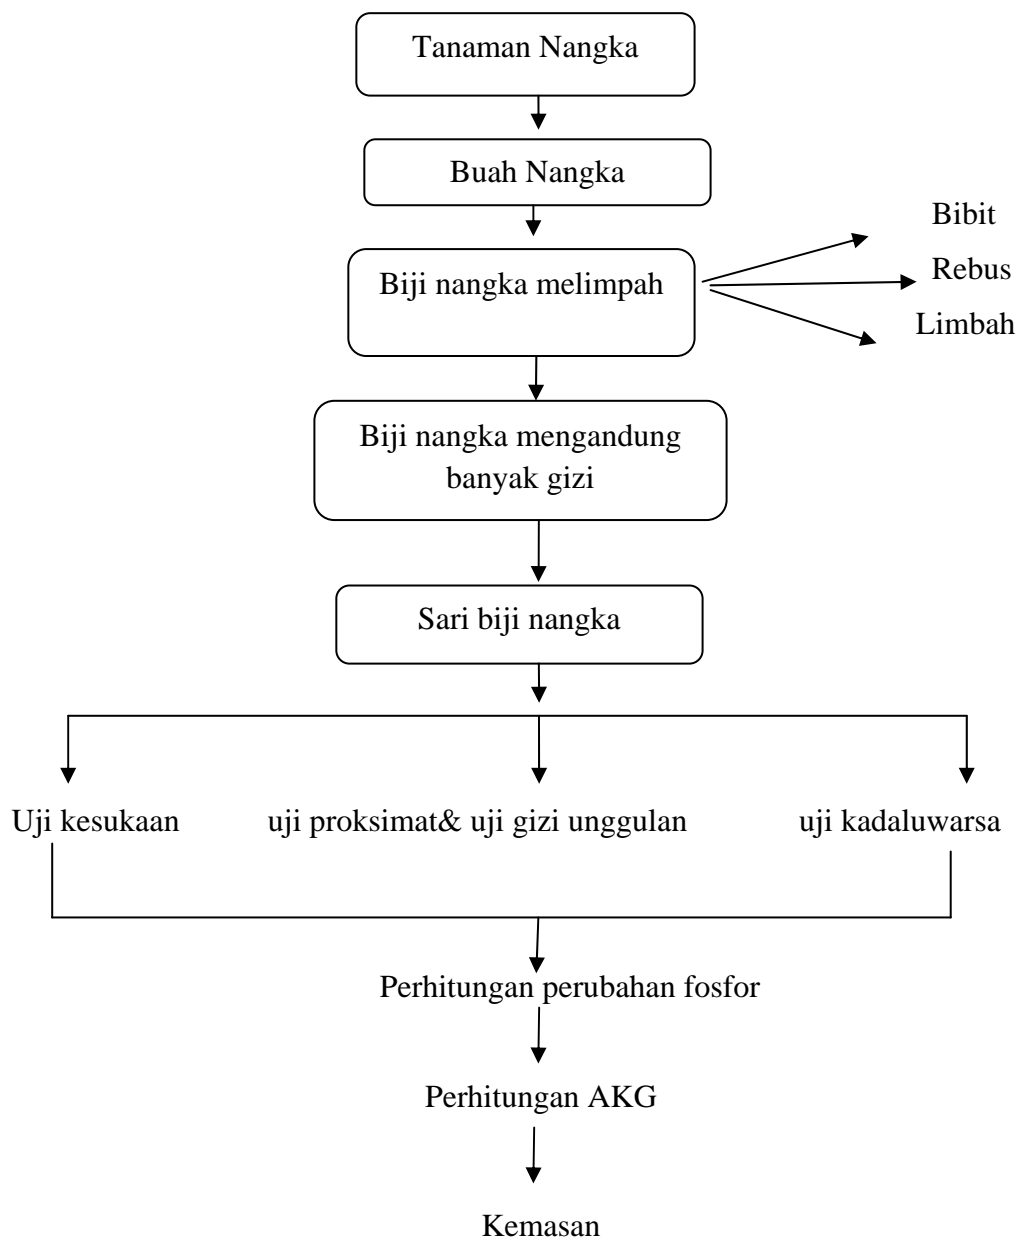 Tanaman Nangka
Buah Nangka
Biji nangka melimpah
Bibit
Rebus
Limbah
Biji nangka mengandung
banyak gizi
Sari biji nangka
Uji kesukaan
uji proksimat& uji gizi unggulan
uji kadaluwarsa
Perhitungan perubahan fosfor
Perhitungan AKG
Kemasan